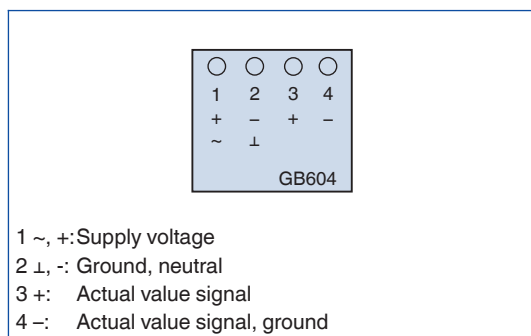 1 2 3 4
+ – + –
~ ⊥
GB604
1 ~, +: Supply voltage
2 ⊥, -: Ground, neutral
3 +: Actual value signal
4 –: Actual value signal, ground